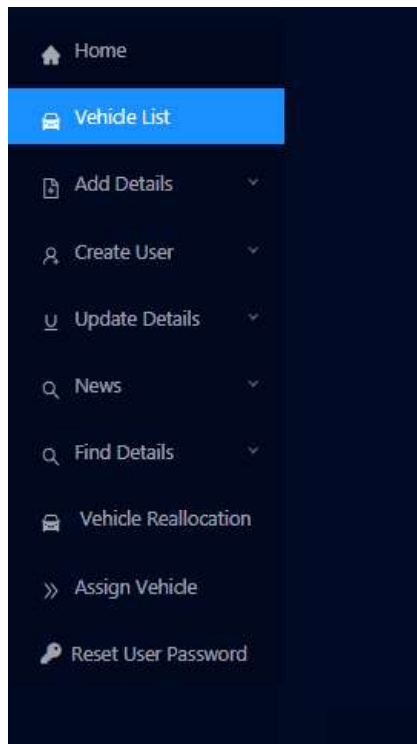 Home
Vehicle List
Add Details
Create User
Update Details
News
Find Details
Vehicle Reallocation
Assign Vehicle
Reset User Password